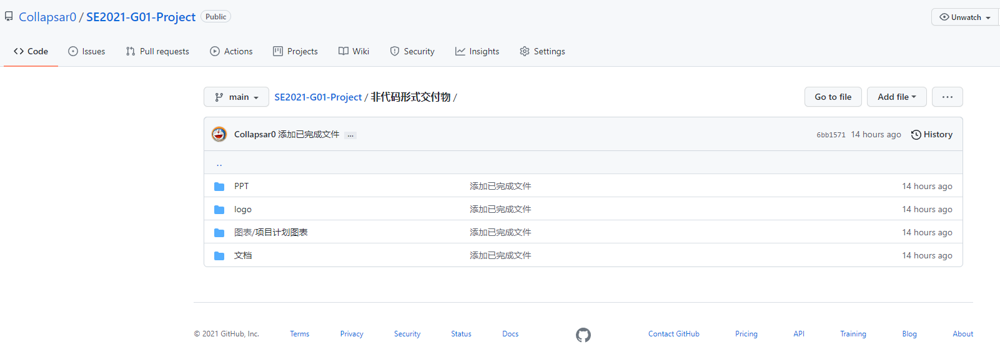 Collapsar0 / SE2021-G01-Project Public Unwatch
Code Issues Pull requests Actions Projects Wiki Security Insights Settings
main SE2021-G01-Project / 非代码形式交付物 / Go to file Add file ...
Collapsar0 添加已完成文件 ... 6bb1571 14 hours ago History
..
PPT 添加已完成文件 14 hours ago
logo 添加已完成文件 14 hours ago
图表/项目计划图表 添加已完成文件 14 hours ago
文档 添加已完成文件 14 hours ago
© 2021 GitHub, Inc. Terms Privacy Security Status Docs Contact GitHub Pricing API Training Blog About